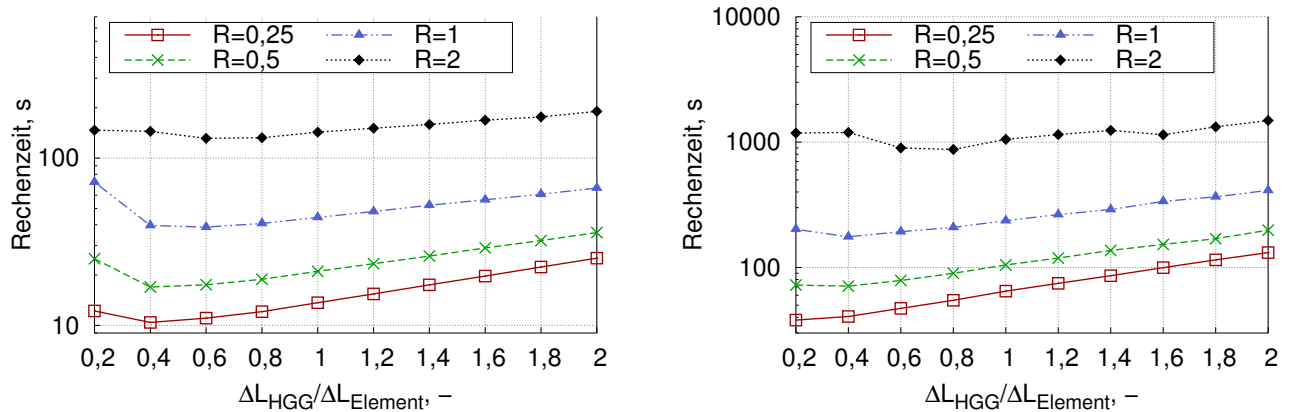 Rechenzeit, s
100
10
R=0,25
R=0,5
R=1
R=2
0,2 0,4 0,6 0,8 1 1,2 1,4 1,6 1,8 2
ΔL_HGG/ΔL_Element, –
Rechenzeit, s
10000
1000
100
R=0,25
R=0,5
R=1
R=2
0,2 0,4 0,6 0,8 1 1,2 1,4 1,6 1,8 2
ΔL_HGG/ΔL_Element, –